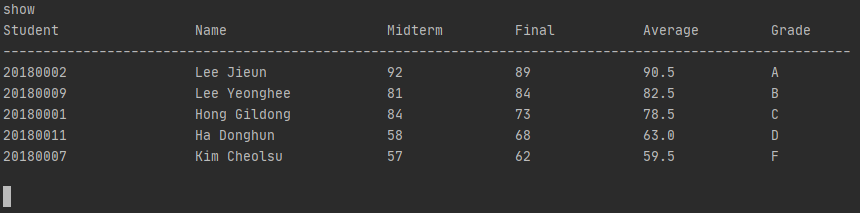 show
Student Name Midterm Final Average Grade
--------------------------------------------------------------------------------------------------------------
20180002 Lee Jieun 92 89 90.5 A
20180009 Lee Yeonghee 81 84 82.5 B
20180001 Hong Gildong 84 73 78.5 C
20180011 Ha Donghun 58 68 63.0 D
20180007 Kim Cheolsu 57 62 59.5 F